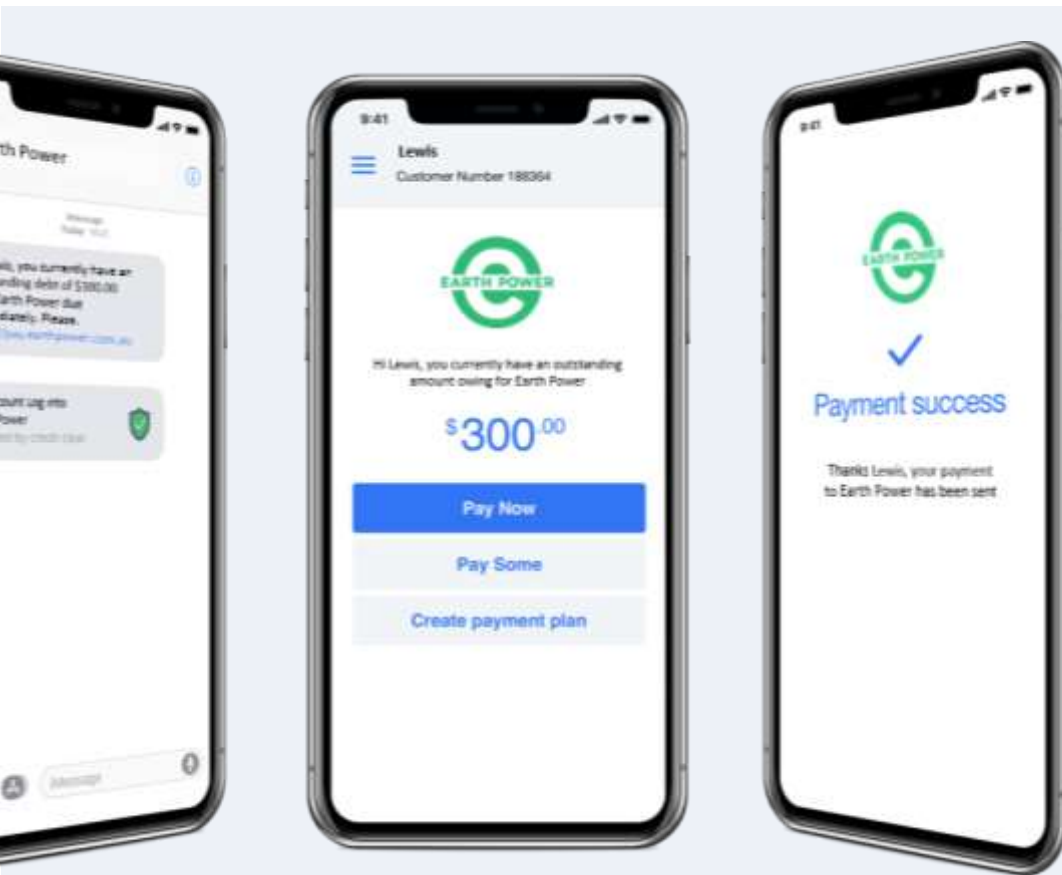 th Power
iMessage
Today
, you currently have an
nding debt of $300.00
arth Power due
diately. Please.
ount Log into
Power
iMessage
9:41
Lewis
Customer Number 188364
EARTH POWER
Hi Lewis, you currently have an outstanding
amount owing for Earth Power
$300.00
Pay Now
Pay Some
Create payment plan
9:41
EARTH POWER
Payment success
Thanks Lewis, your payment
to Earth Power has been sent